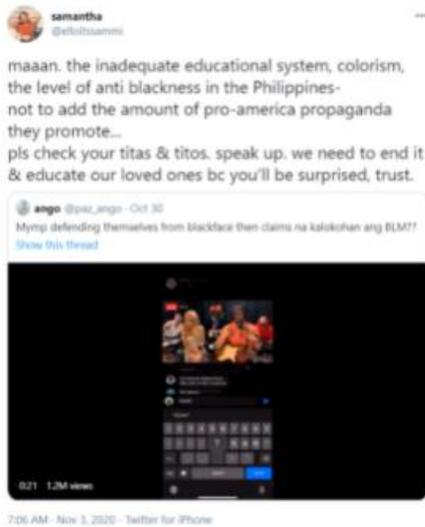 samantha
@elloitssammi
maaan. the inadequate educational system, colorism,
the level of anti blackness in the Philippines-
not to add the amount of pro-america propaganda
they promote...
pls check your titas & titos. speak up. we need to end it
& educate our loved ones bc you'll be surprised, trust.
ango @paz_ango · Oct 30
Mymp defending themselves from blackface then claims na kalokohan ang BLM??
Show this thread
0:21 1.2M views
7:06 AM · Nov 3, 2020 · Twitter for iPhone